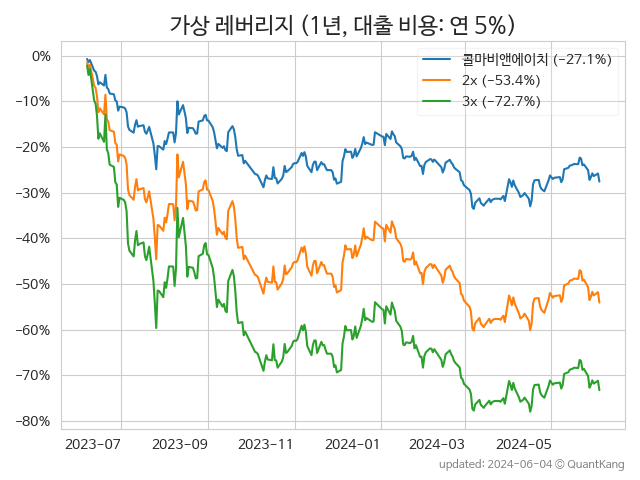 가상 레버리지 (1년, 대출 비용: 연 5%)
콜마비앤에이치 (-27.1%)
2x (-53.4%)
3x (-72.7%)
0%
-10%
-20%
-30%
-40%
-50%
-60%
-70%
-80%
2023-07 2023-09 2023-11 2024-01 2024-03 2024-05
updated: 2024-06-04 © QuantKang